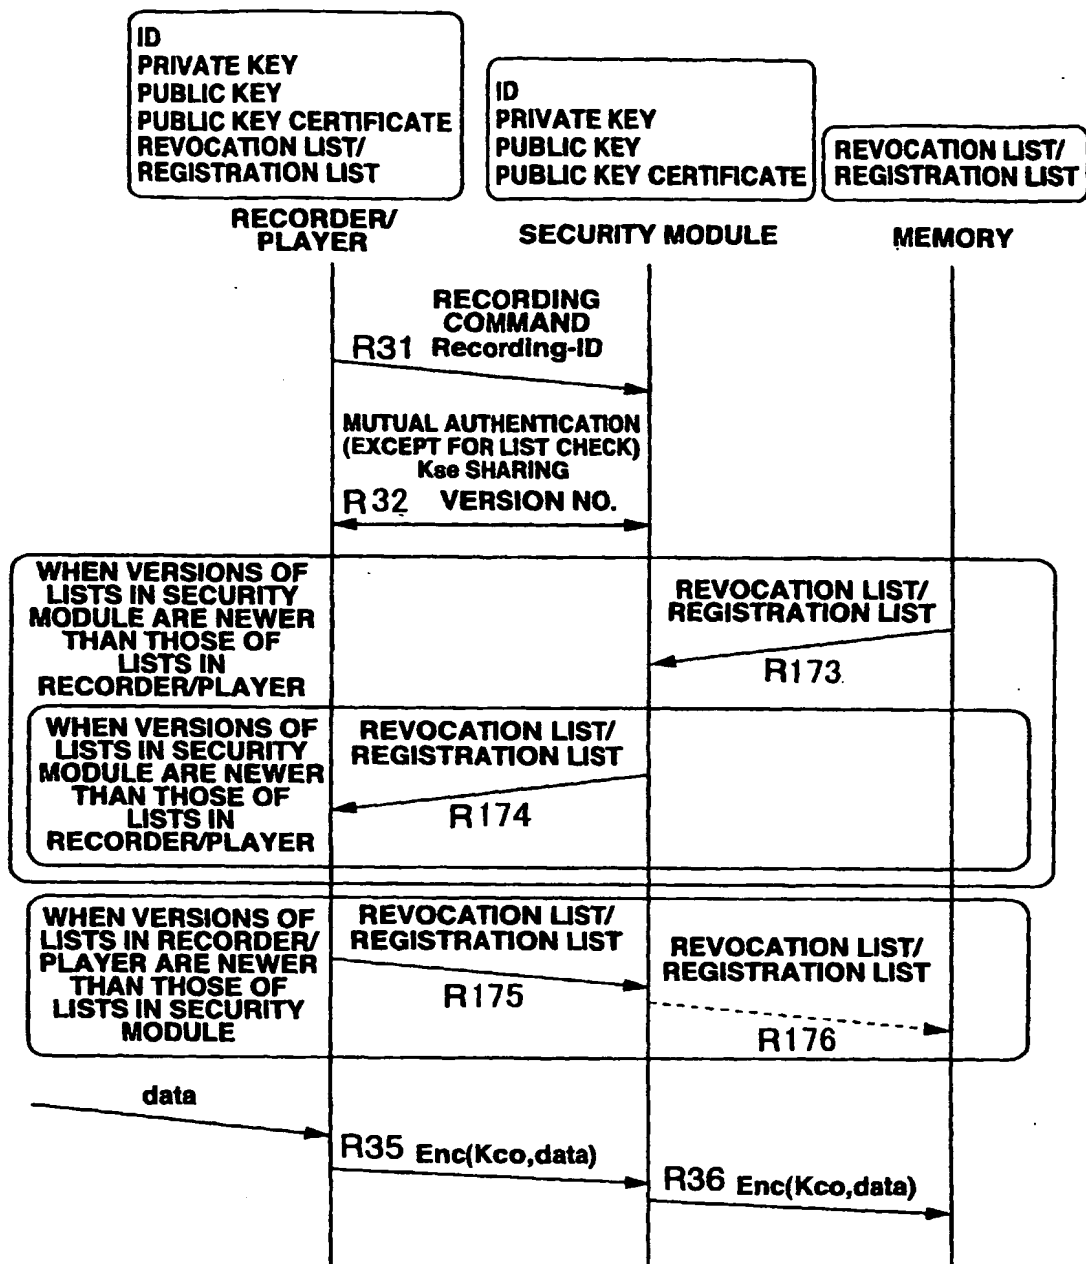 ID
PRIVATE KEY
PUBLIC KEY
PUBLIC KEY CERTIFICATE
REVOCATION LIST/
REGISTRATION LIST
ID
PRIVATE KEY
PUBLIC KEY
PUBLIC KEY CERTIFICATE
REVOCATION LIST/
REGISTRATION LIST
RECORDER/
PLAYER
SECURITY MODULE
MEMORY
RECORDING
COMMAND
R31 Recording-ID
MUTUAL AUTHENTICATION
(EXCEPT FOR LIST CHECK)
Kse SHARING
R32 VERSION NO.
WHEN VERSIONS OF
LISTS IN SECURITY
MODULE ARE NEWER
THAN THOSE OF
LISTS IN
RECORDER/PLAYER
REVOCATION LIST/
REGISTRATION LIST
R173
WHEN VERSIONS OF
LISTS IN SECURITY
MODULE ARE NEWER
THAN THOSE OF
LISTS IN
RECORDER/PLAYER
REVOCATION LIST/
REGISTRATION LIST
R174
WHEN VERSIONS OF
LISTS IN RECORDER/
PLAYER ARE NEWER
THAN THOSE OF
LISTS IN SECURITY
MODULE
REVOCATION LIST/
REGISTRATION LIST
R175
REVOCATION LIST/
REGISTRATION LIST
R176
data
R35 Enc(Kco,data)
R36 Enc(Kco,data)